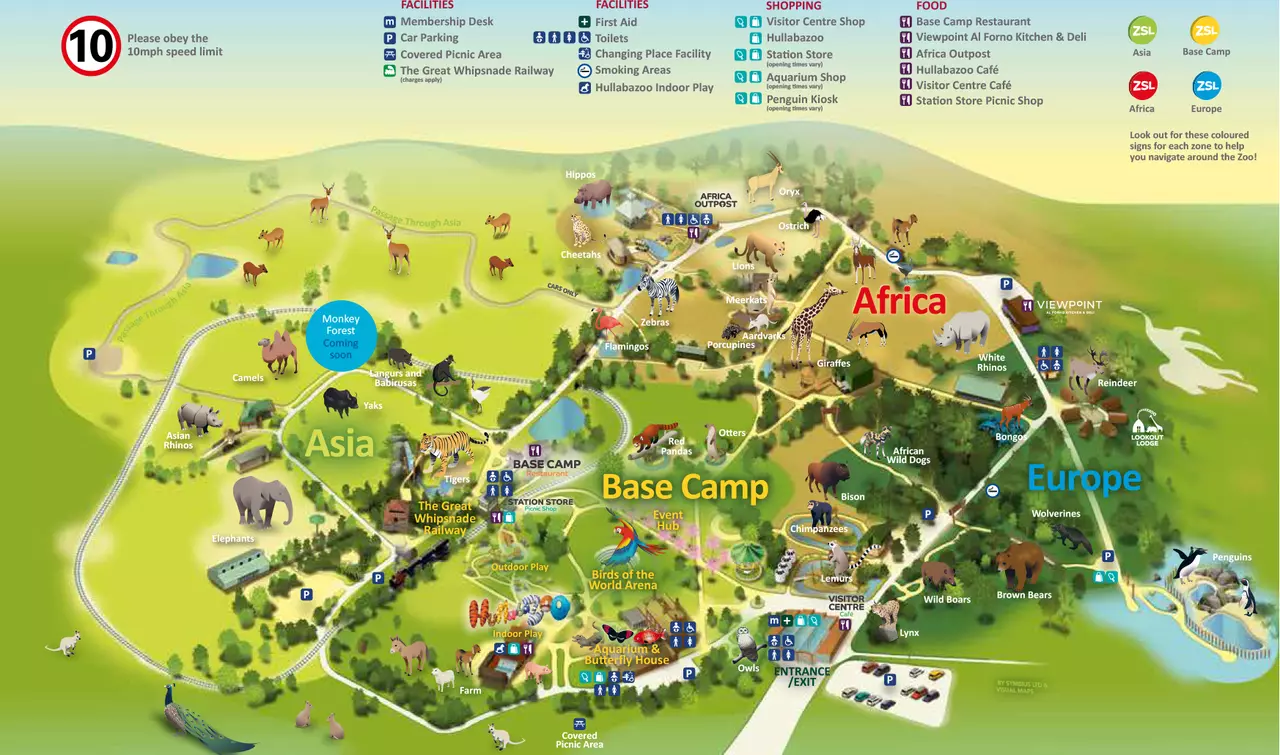 10
Please obey the
10mph speed limit
FACILITIES
m Membership Desk
P Car Parking
Covered Picnic Area
The Great Whipsnade Railway
(charges apply)
FACILITIES
First Aid
Toilets
Changing Place Facility
Smoking Areas
Hullabazoo Indoor Play
SHOPPING
Visitor Centre Shop
Hullabazoo
Station Store
(opening times vary)
Aquarium Shop
(opening times vary)
Penguin Kiosk
(opening times vary)
FOOD
Base Camp Restaurant
Viewpoint Al Forno Kitchen & Deli
Africa Outpost
Hullabazoo Café
Visitor Centre Café
Station Store Picnic Shop
ZSL
Asia
ZSL
Base Camp
ZSL
Africa
ZSL
Europe
Look out for these coloured
signs for each zone to help
you navigate around the Zoo!
Hippos
Oryx
AFRICA
OUTPOST
Passage Through Asia
Ostrich
Cheetahs
Lions
CARS ONLY
P
Passage Through Asia
Meerkats
Africa
VIEWPOINT
AL FORNO KITCHEN & DELI
Monkey
Forest
Coming
soon
Zebras
Aardvarks
Porcupines
Flamingos
P
Giraffes
White
Rhinos
Camels
Langurs and
Babirusas
Reindeer
Yaks
Asian
Rhinos
Asia
Otters
Red
Pandas
Bongos
LOOKOUT
LODGE
African
Wild Dogs
BASE CAMP
Restaurant
Tigers
Base Camp
Bison
Europe
STATION STORE
Picnic Shop
The Great
Whipsnade
Railway
Event
Hub
P
Wolverines
Elephants
Chimpanzees
P
Penguins
Outdoor Play
Birds of the
World Arena
P
Lemurs
P
Wild Boars
Brown Bears
HULLABAZOO
VISITOR
CENTRE
Café
m
Indoor Play
Lynx
Aquarium &
Butterfly House
Owls
P
ENTRANCE
/EXIT
P
Farm
BY SYMBIOS LTD ©
VISUAL MAPS
Covered
Picnic Area